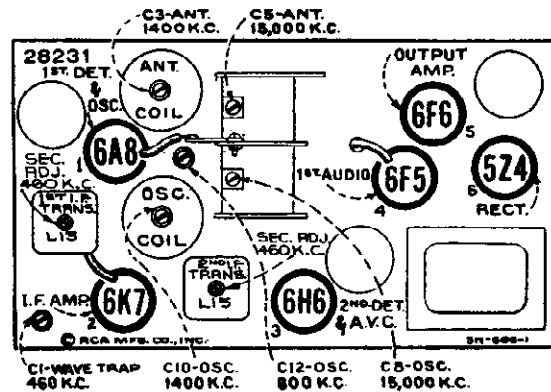 C3-ANT.
1400 K.C.
C5-ANT.
15,000 K.C.
28231
1ST. DET.
&
OSC.
ANT.
COIL
OUTPUT
AMP.
6F6
5
6A8
1
SEC.
ADJ.
460 K.C.
1ST I.F.
TRANS.
L15
OSC.
COIL
1ST AUDIO
6F5
4
5Z4
6
RECT.
SEC. ADJ.
460 K.C.
2ND I.F.
TRANS.
L15
I.F. AMP.
6K7
2
6H6
3
2ND DET.
& A.V.C.
© RCA MFG. CO., INC.
C1-WAVE TRAP
460 K.C.
C10-OSC.
1400 K.C.
C12-OSC.
600 K.C.
C8-OSC.
15,000 K.C.